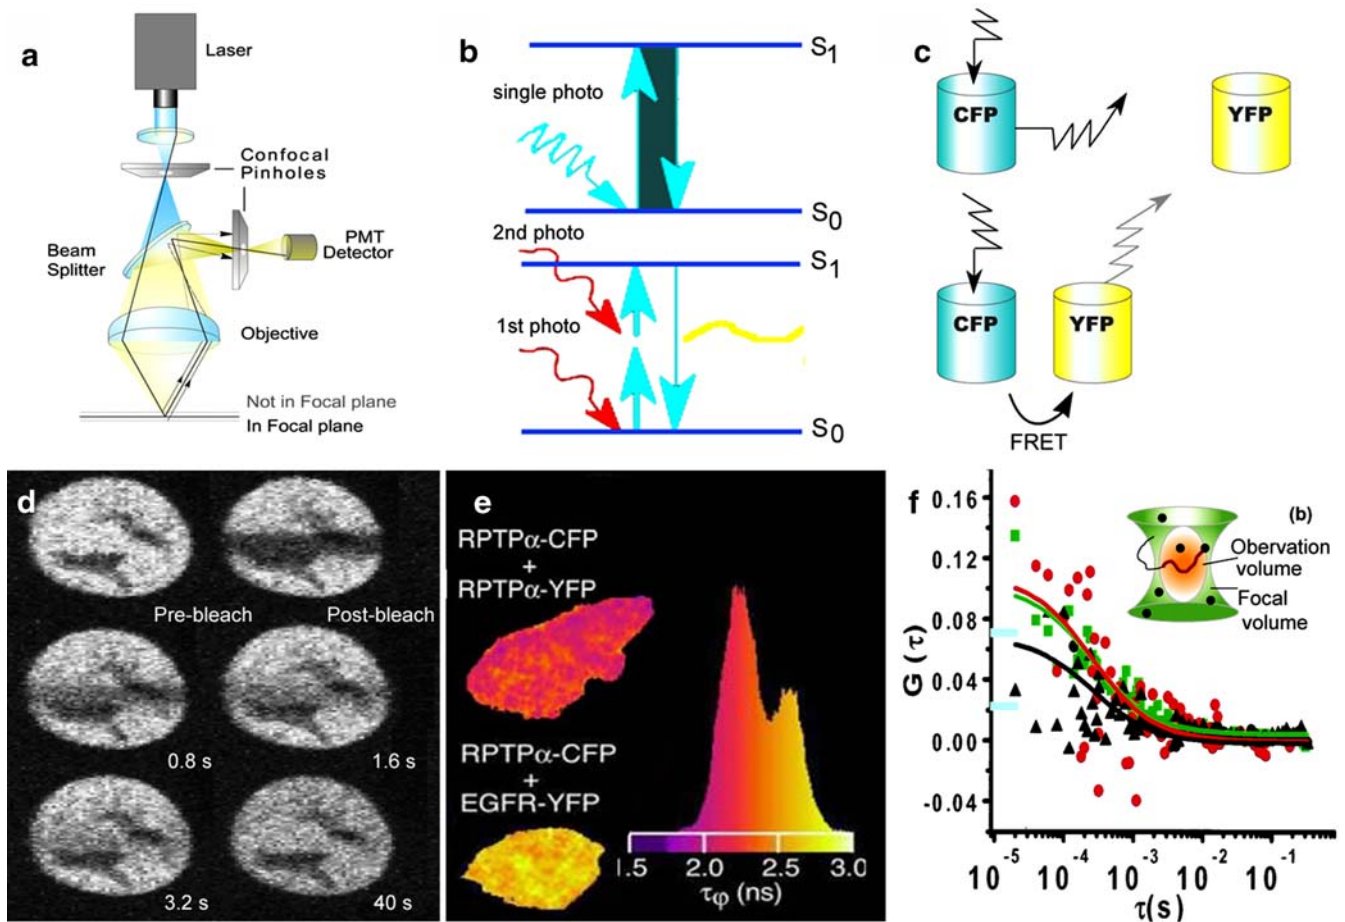 a
Laser
Confocal
Pinholes
Beam
Splitter
PMT
Detector
Objective
Not in Focal plane
In Focal plane
b
S1
single photo
S0
2nd photo
S1
1st photo
S0
c
CFP
YFP
CFP
YFP
FRET
d
Pre-bleach
Post-bleach
0.8 s
1.6 s
3.2 s
40 s
e
RPTPα-CFP
+
RPTPα-YFP
RPTPα-CFP
+
EGFR-YFP
1.5 2.0 2.5 3.0
τφ (ns)
f
(b)
Obervation
volume
Focal
volume
G (τ)
0.16
0.12
0.08
0.04
0.00
-0.04
10-5 10-4 10-3 10-2 10-1
τ(s)